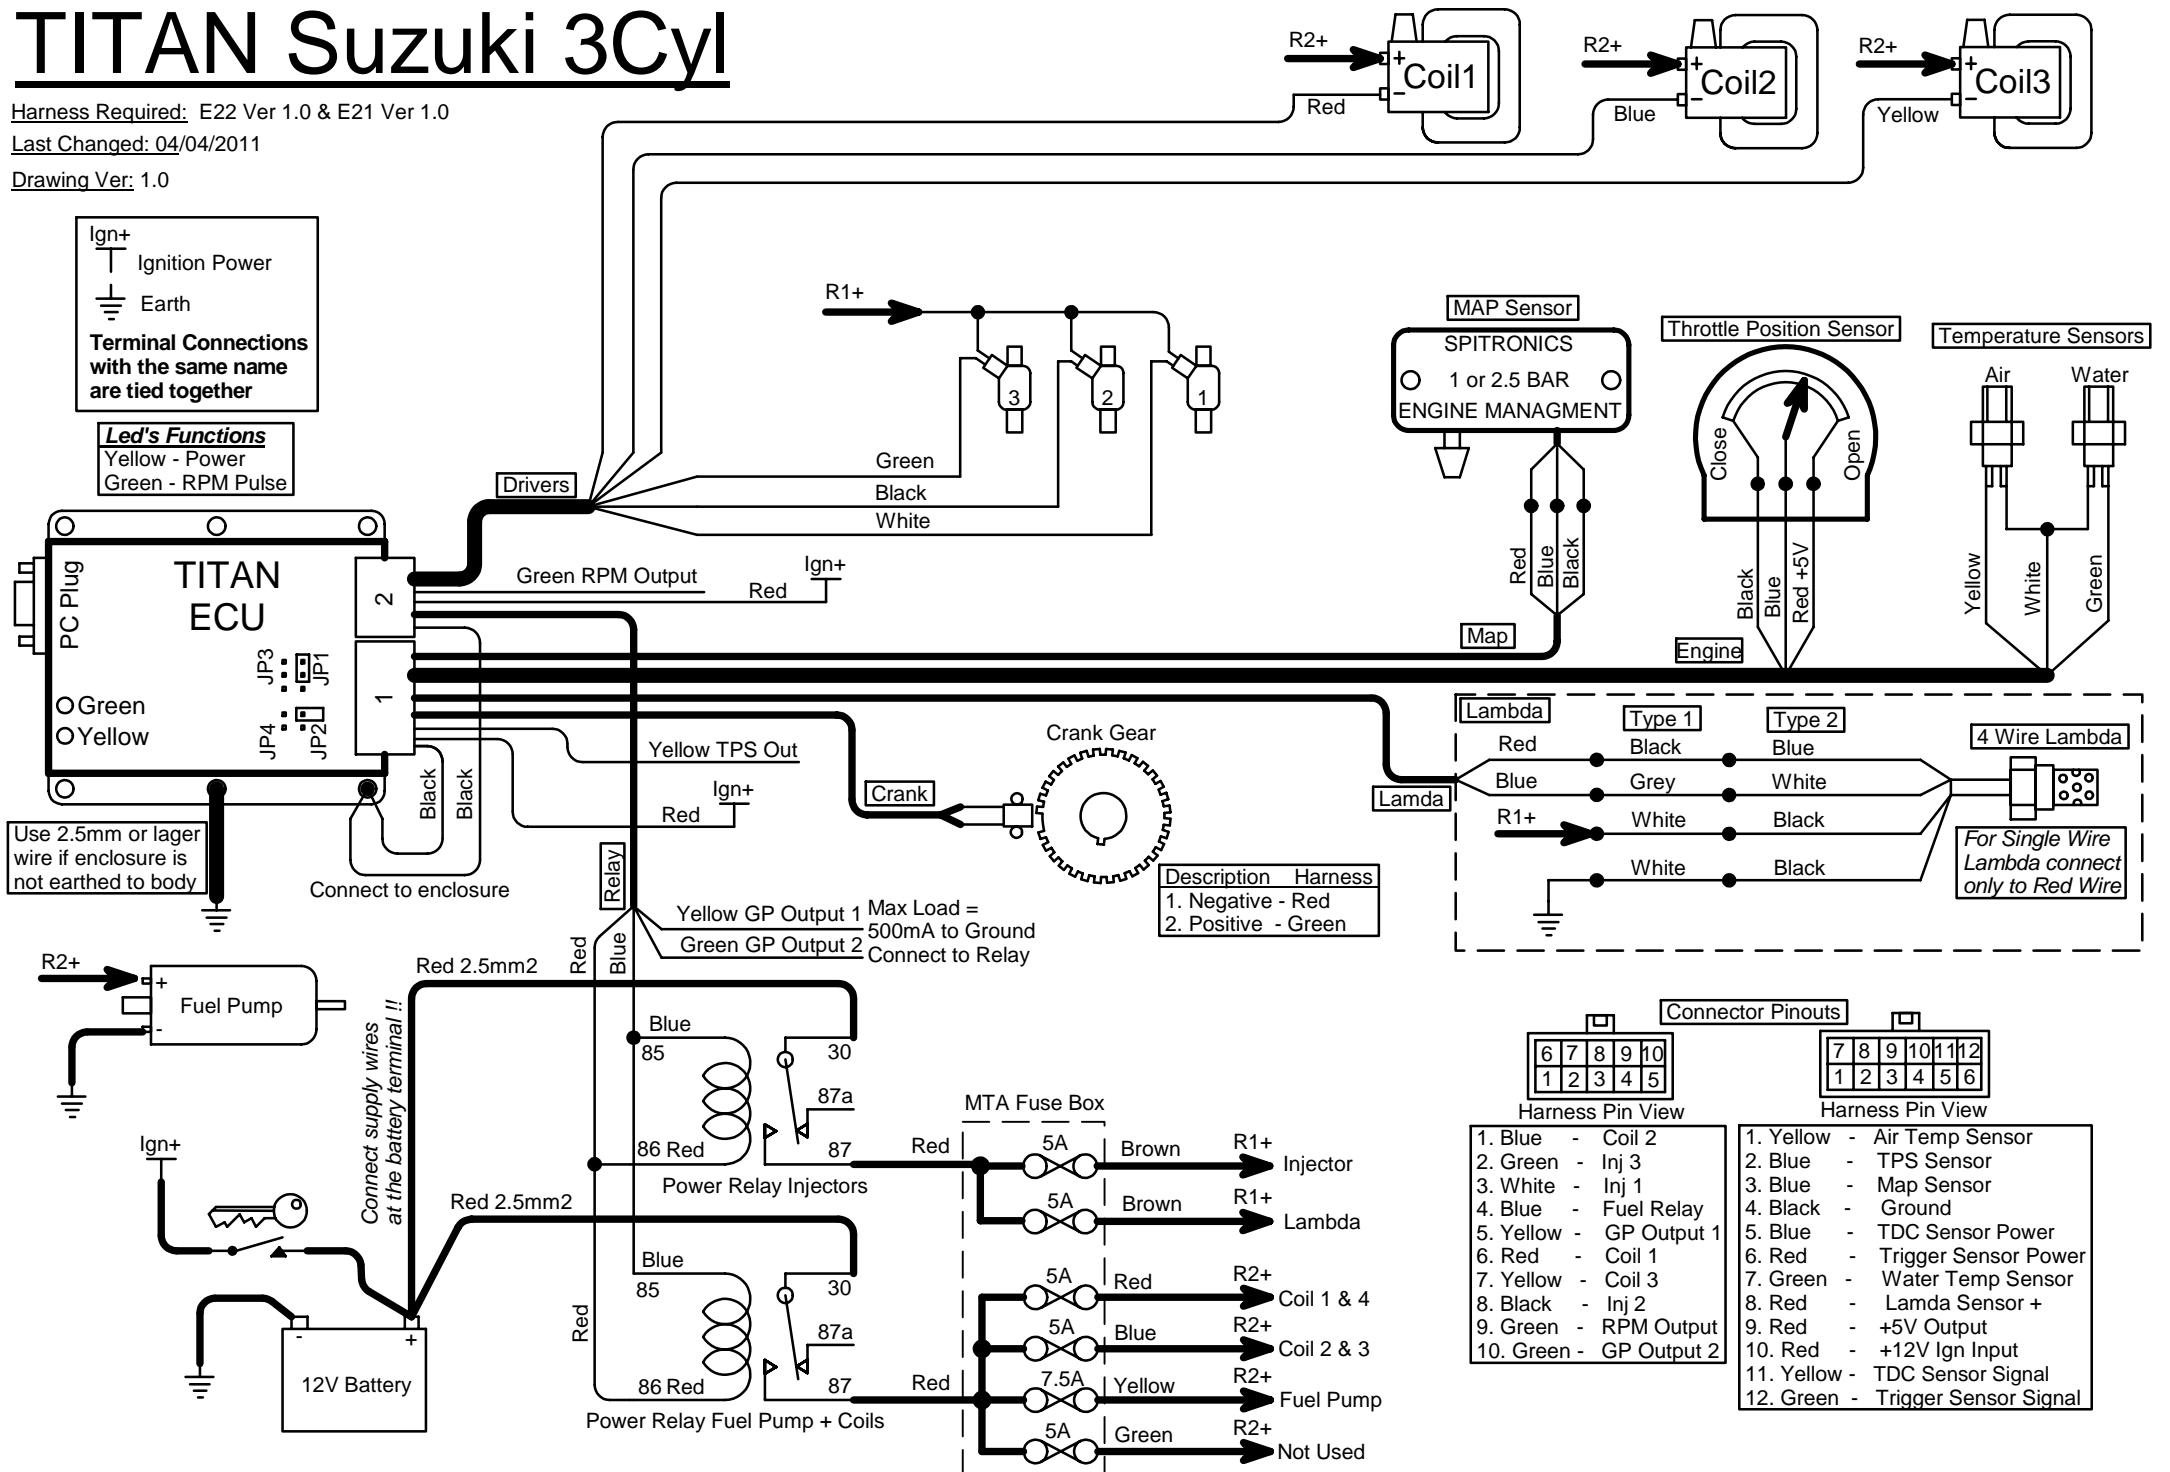 TITAN Suzuki 3Cyl
Harness Required: E22 Ver 1.0 & E21 Ver 1.0
Last Changed: 04/04/2011
Drawing Ver: 1.0
R2+
+
-
Coil1
Red
R2+
+
-
Coil2
Blue
R2+
+
-
Coil3
Yellow
Ign+
Ignition Power
Earth
Terminal Connections
with the same name
are tied together
Led's Functions
Yellow - Power
Green - RPM Pulse
R1+
3
2
1
Green
Black
White
Drivers
MAP Sensor
SPITRONICS
1 or 2.5 BAR
ENGINE MANAGMENT
Red
Blue
Black
Map
Throttle Position Sensor
Close
Open
Black
Blue
Red +5V
Engine
Temperature Sensors
Air
Water
Yellow
White
Green
PC Plug
TITAN
ECU
2
1
JP3
JP1
JP4
JP2
Green
Yellow
Green RPM Output
Red
Ign+
Yellow TPS Out
Ign+
Red
Black
Black
Connect to enclosure
Use 2.5mm or lager
wire if enclosure is
not earthed to body
Crank
Crank Gear
Description Harness
1. Negative - Red
2. Positive - Green
Lamda
Lambda
Type 1
Type 2
4 Wire Lambda
Red
Black
Blue
Blue
Grey
White
R1+
White
Black
White
Black
For Single Wire
Lambda connect
only to Red Wire
Relay
Yellow GP Output 1
Green GP Output 2
Max Load =
500mA to Ground
Connect to Relay
Red
Blue
R2+
+
-
Fuel Pump
Red 2.5mm2
Connect supply wires
at the battery terminal !!
Blue
85
30
87a
86 Red
87
Power Relay Injectors
Red
Red 2.5mm2
Ign+
-
+
12V Battery
Blue
85
30
87a
Red
86 Red
87
Power Relay Fuel Pump + Coils
Red
MTA Fuse Box
5A
Brown
R1+
Injector
5A
Brown
R1+
Lambda
5A
Red
R2+
Coil 1 & 4
5A
Blue
R2+
Coil 2 & 3
7.5A
Yellow
R2+
Fuel Pump
5A
Green
R2+
Not Used
Connector Pinouts
6 7 8 9 10
1 2 3 4 5
Harness Pin View
1. Blue - Coil 2
2. Green - Inj 3
3. White - Inj 1
4. Blue - Fuel Relay
5. Yellow - GP Output 1
6. Red - Coil 1
7. Yellow - Coil 3
8. Black - Inj 2
9. Green - RPM Output
10. Green - GP Output 2
7 8 9 10 11 12
1 2 3 4 5 6
Harness Pin View
1. Yellow - Air Temp Sensor
2. Blue - TPS Sensor
3. Blue - Map Sensor
4. Black - Ground
5. Blue - TDC Sensor Power
6. Red - Trigger Sensor Power
7. Green - Water Temp Sensor
8. Red - Lamda Sensor +
9. Red - +5V Output
10. Red - +12V Ign Input
11. Yellow - TDC Sensor Signal
12. Green - Trigger Sensor Signal